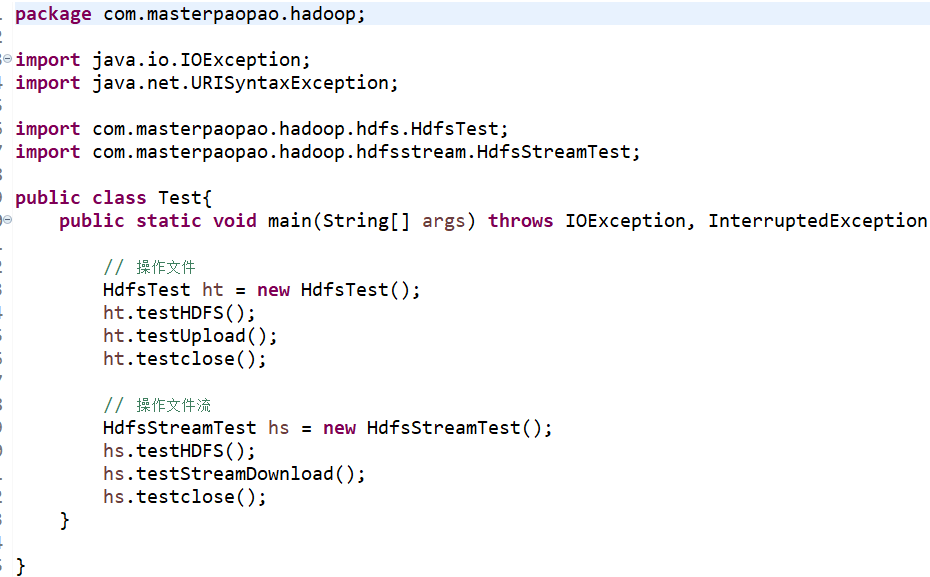 package com.masterpaopao.hadoop;
import java.io.IOException;
import java.net.URISyntaxException;
import com.masterpaopao.hadoop.hdfs.HdfsTest;
import com.masterpaopao.hadoop.hdfsstream.HdfsStreamTest;
public class Test{
public static void main(String[] args) throws IOException, InterruptedException
// 操作文件
HdfsTest ht = new HdfsTest();
ht.testHDFS();
ht.testUpload();
ht.testclose();
// 操作文件流
HdfsStreamTest hs = new HdfsStreamTest();
hs.testHDFS();
hs.testStreamDownload();
hs.testclose();
}
}